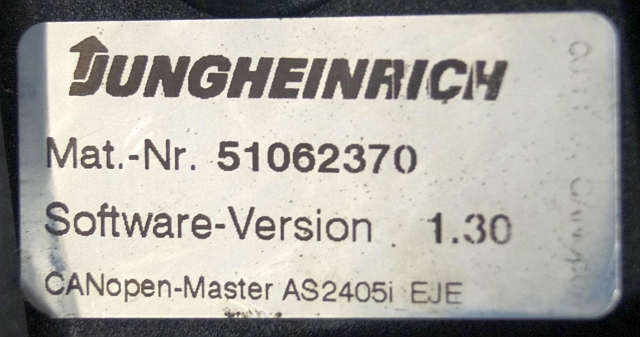 JUNGHEINRICH
Mat.-Nr. 51062370
Software-Version 1.30
CANopen-Master AS2405i EJE